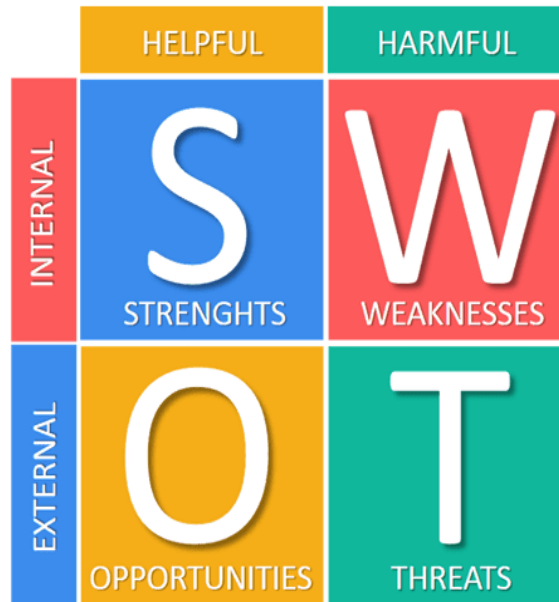 HELPFUL HARMFUL
INTERNAL
S W
STRENGHTS WEAKNESSES
EXTERNAL
O T
OPPORTUNITIES THREATS